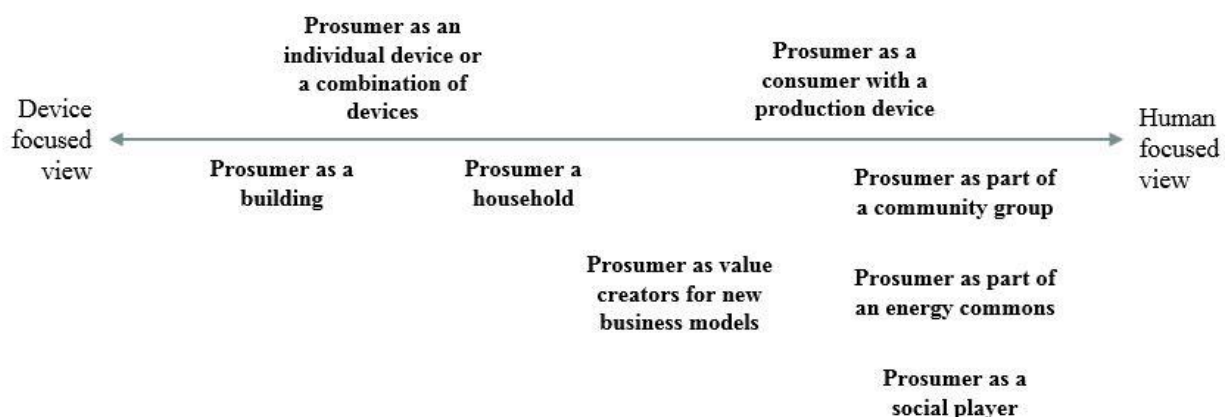 Prosumer as an
individual device or
a combination of
devices
Prosumer as a
consumer with a
production device
Device
focused
view
Human
focused
view
Prosumer as a
building
Prosumer a
household
Prosumer as part of
a community group
Prosumer as value
creators for new
business models
Prosumer as part of
an energy commons
Prosumer as a
social player